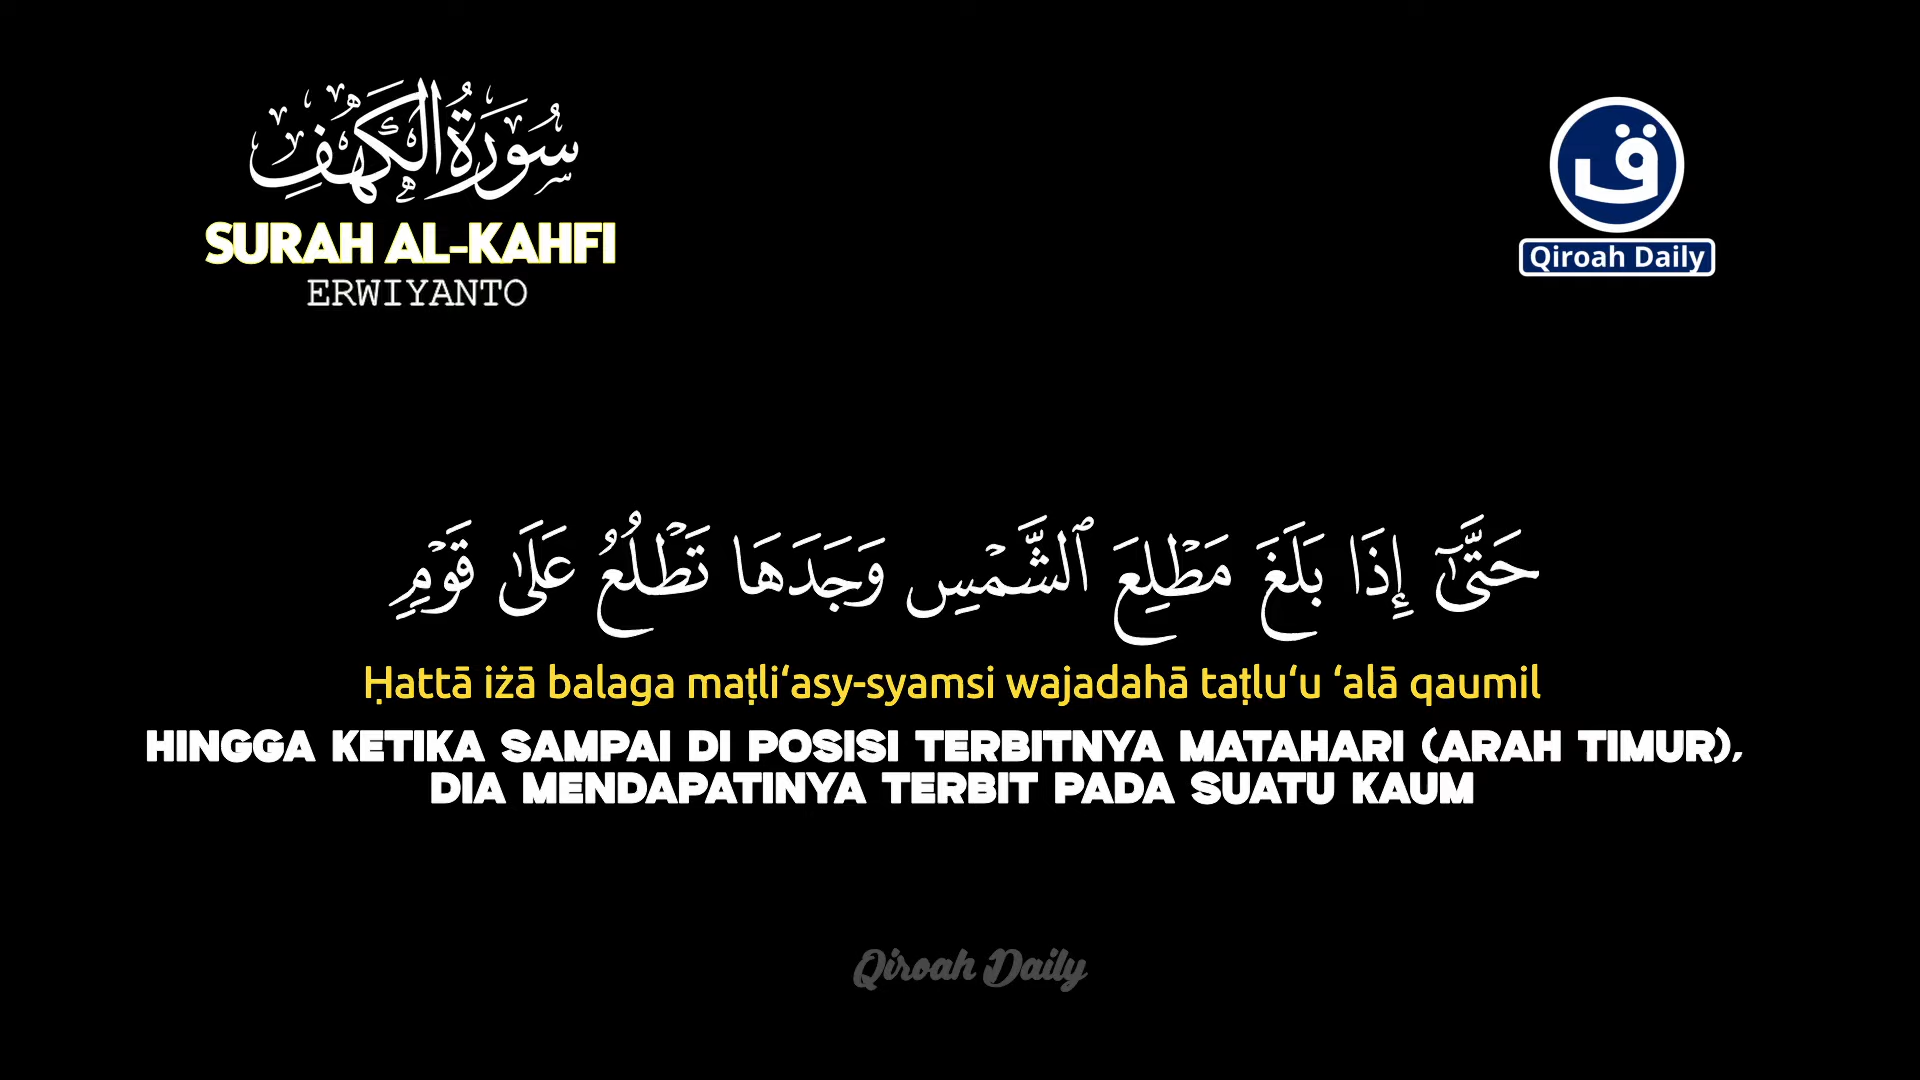 سُورَةُ الْكَهْفِ
SURAH AL-KAHFI
ERWIYANTO
ق
Qiroah Daily
حَتَّىٰٓ إِذَا بَلَغَ مَطْلِعَ ٱلشَّمْسِ وَجَدَهَا تَطْلُعُ عَلَىٰ قَوْمٍ
Ḥattā iżā balaga maṭli‘asy-syamsi wajadahā taṭlu‘u ‘alā qaumil
HINGGA KETIKA SAMPAI DI POSISI TERBITNYA MATAHARI (ARAH TIMUR),
DIA MENDAPATINYA TERBIT PADA SUATU KAUM
Qiroah Daily